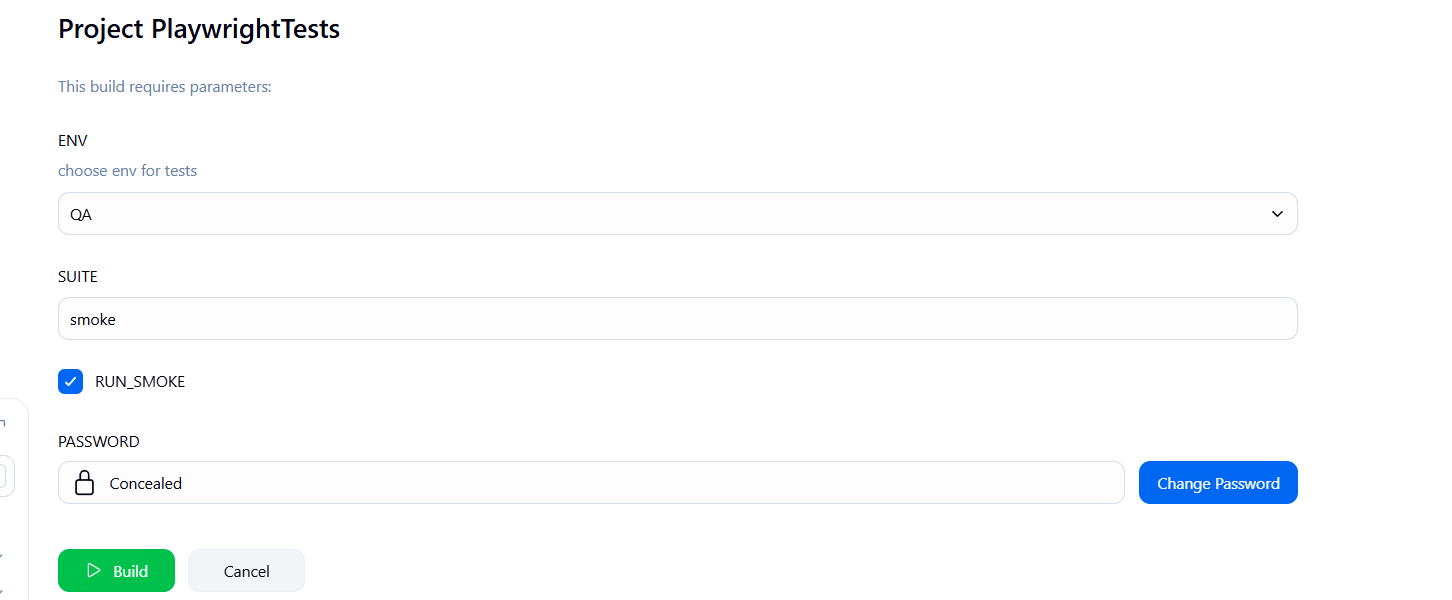 Project PlaywrightTests
This build requires parameters:
ENV
choose env for tests
QA
SUITE
smoke
RUN_SMOKE
PASSWORD
Concealed
Change Password
Build
Cancel